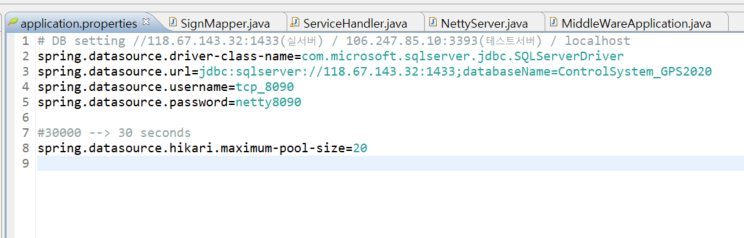 application.properties SignMapper.java ServiceHandler.java NettyServer.java MiddleWareApplication.java
1 # DB setting //118.67.143.32:1433(실서버) / 106.247.85.10:3393(테스트서버) / localhost
2 spring.datasource.driver-class-name=com.microsoft.sqlserver.jdbc.SQLServerDriver
3 spring.datasource.url=jdbc:sqlserver://118.67.143.32:1433;databaseName=ControlSystem_GPS2020
4 spring.datasource.username=tcp_8090
5 spring.datasource.password=netty8090
6
7 #30000 --> 30 seconds
8 spring.datasource.hikari.maximum-pool-size=20
9